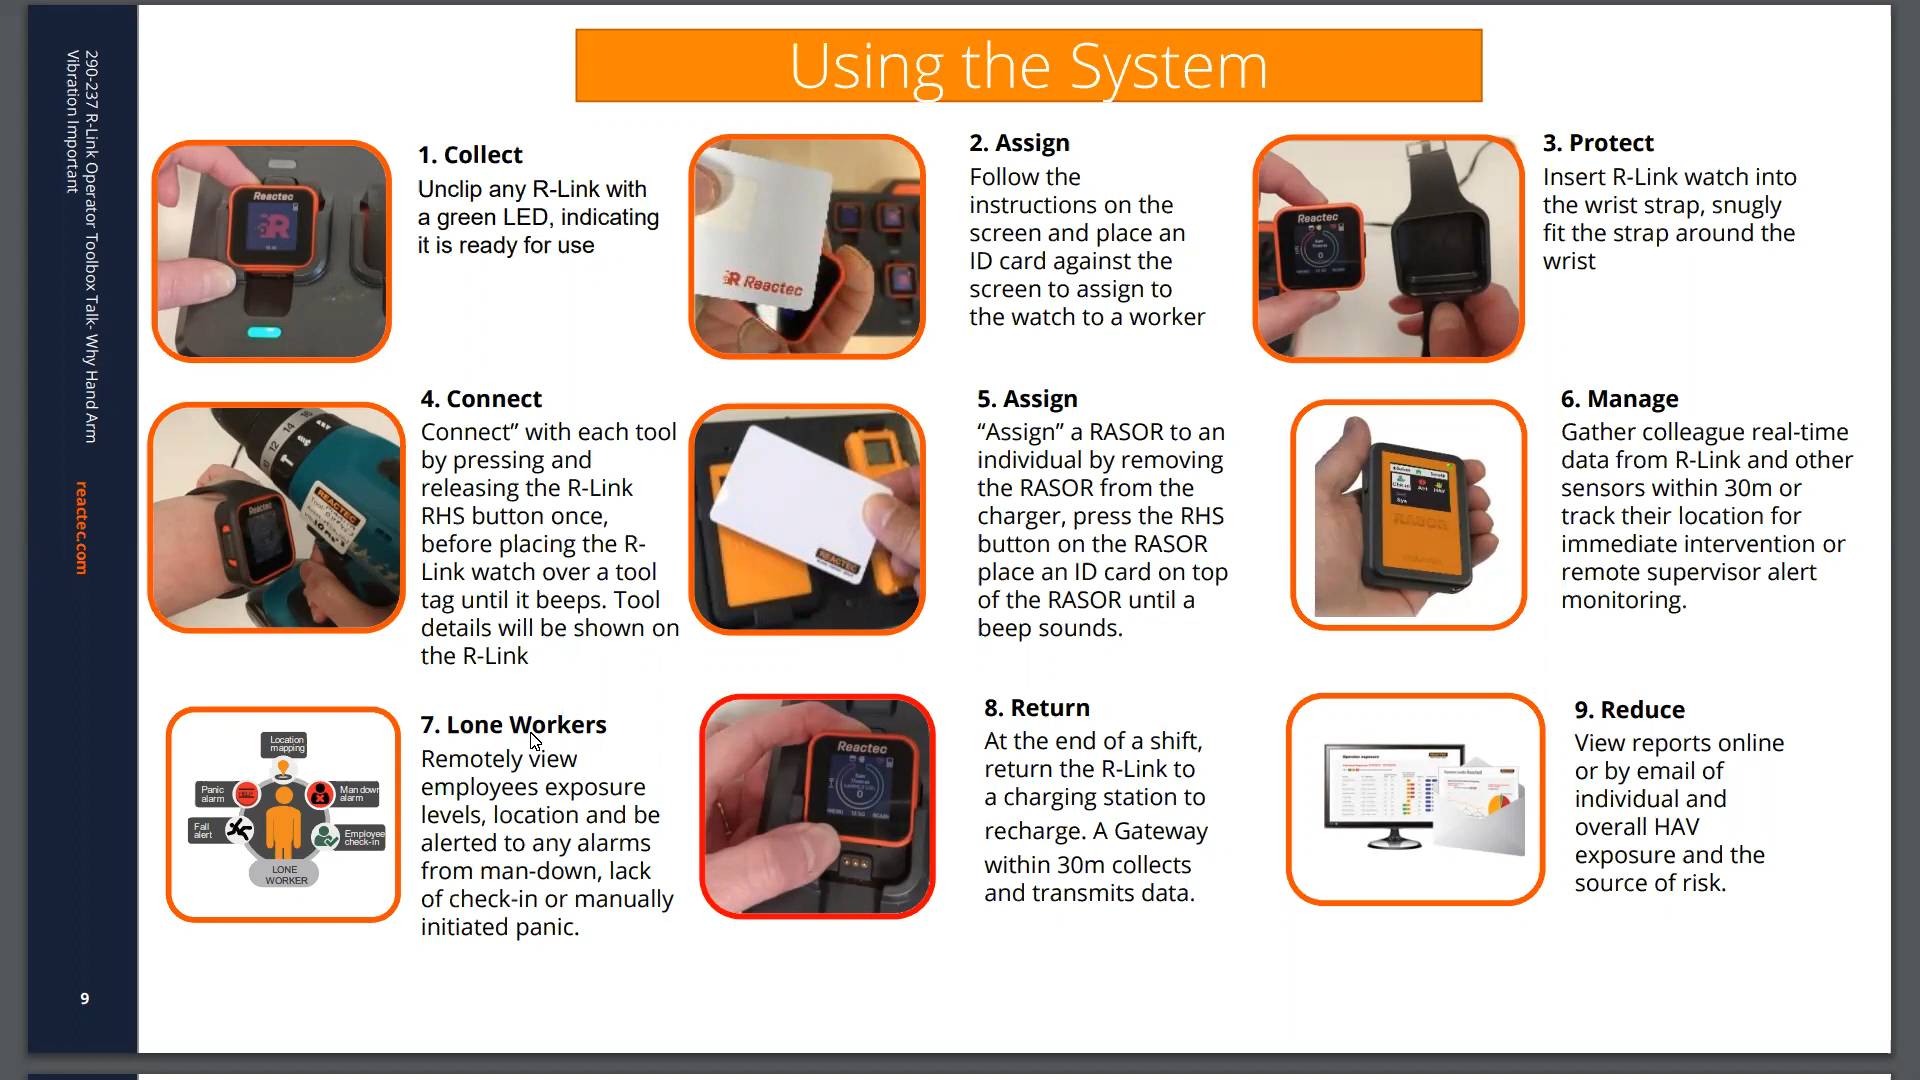 290-237 R-Link Operator Toolbox Talk- Why Hand Arm
Vibration Important
reactec.com
9
Using the System
Reactec
1. Collect
Unclip any R-Link with
a green LED, indicating
it is ready for use
Reactec
2. Assign
Follow the
instructions on the
screen and place an
ID card against the
screen to assign to
the watch to a worker
Reactec
0
3. Protect
Insert R-Link watch into
the wrist strap, snugly
fit the strap around the
wrist
12
14
Reactec
REACTEC
4. Connect
Connect” with each tool
by pressing and
releasing the R-Link
RHS button once,
before placing the R-
Link watch over a tool
tag until it beeps. Tool
details will be shown on
the R-Link
REACTEC
5. Assign
“Assign” a RASOR to an
individual by removing
the RASOR from the
charger, press the RHS
button on the RASOR
place an ID card on top
of the RASOR until a
beep sounds.
RASOR
6. Manage
Gather colleague real-time
data from R-Link and other
sensors within 30m or
track their location for
immediate intervention or
remote supervisor alert
monitoring.
Location
mapping
Panic
alarm
Man down
alarm
Fall
alert
Employee
check-in
LONE
WORKER
7. Lone Workers
Remotely view
employees exposure
levels, location and be
alerted to any alarms
from man-down, lack
of check-in or manually
initiated panic.
Reactec
0
8. Return
At the end of a shift,
return the R-Link to
a charging station to
recharge. A Gateway
within 30m collects
and transmits data.
9. Reduce
View reports online
or by email of
individual and
overall HAV
exposure and the
source of risk.